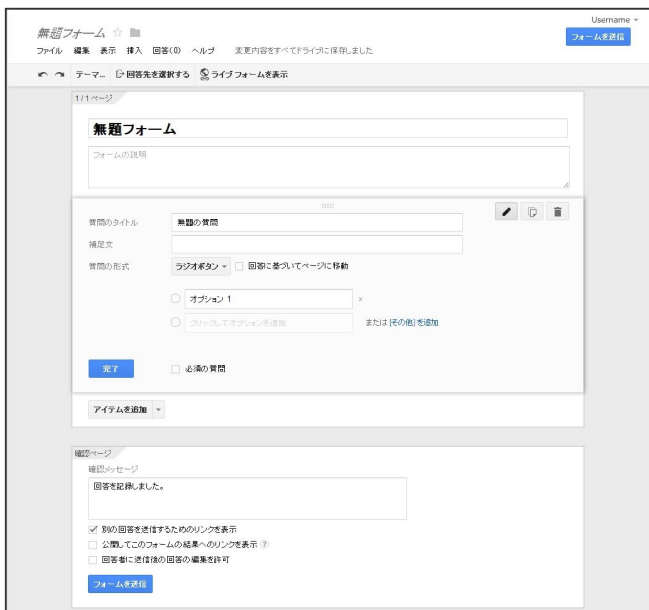 Username
無題フォーム
フォームを送信
ファイル 編集 表示 挿入 回答(0) ヘルプ 変更内容をすべてドライブに保存しました
テーマ... 回答先を選択する ライブフォームを表示
1/1ページ
無題フォーム
フォームの説明
質問のタイトル 無題の質問
補足文
質問の形式 ラジオボタン 回答に基づいてページに移動
オプション 1 ×
クリックしてオプションを追加 または [その他] を追加
完了 必須の質問
アイテムを追加
確認ページ
確認メッセージ
回答を記録しました。
別の回答を送信するためのリンクを表示
公開してこのフォームの結果へのリンクを表示 ?
回答者に送信後の回答の編集を許可
フォームを送信